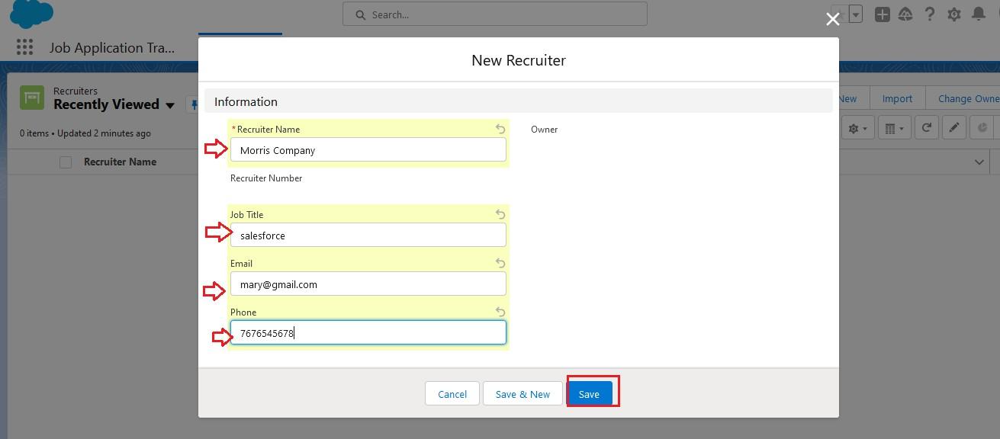 Search...
Job Application Tra...
New Recruiter
Recruiters
Recently Viewed
Information
New
Import
Change Owne
0 items • Updated 2 minutes ago
*Recruiter Name
Owner
Morris Company
Recruiter Name
Recruiter Number
Job Title
salesforce
Email
mary@gmail.com
Phone
7676545678
Cancel
Save & New
Save